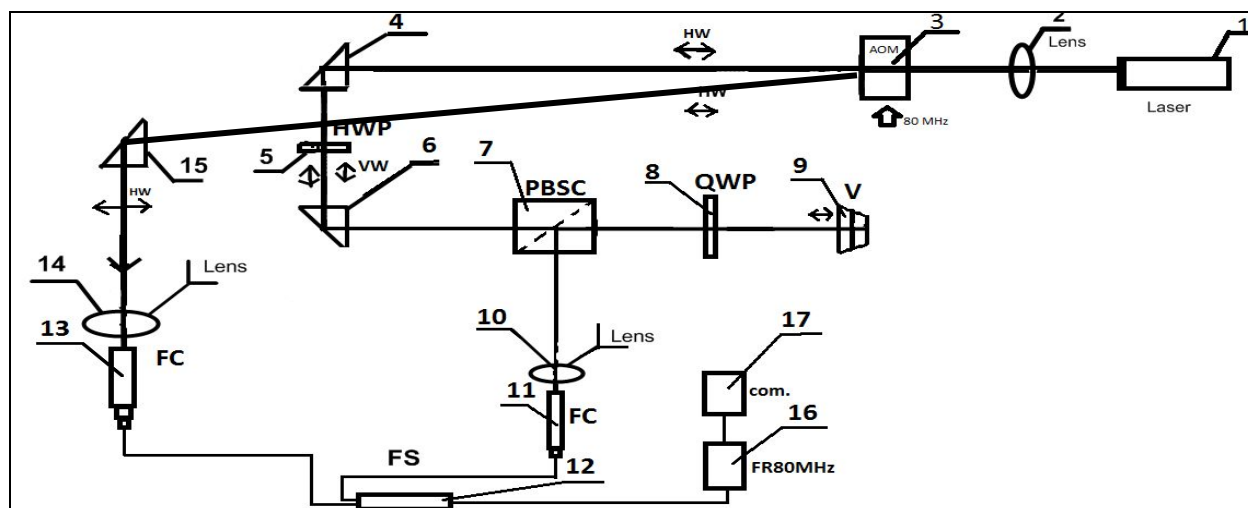 4
HW
3
2
1
AOM
Lens
Laser
80 MHz
HW
HWP
15
5
VW
6
7
PBSC
8
QWP
9
V
HW
14
Lens
13
FC
10
Lens
11
FC
17
com.
16
FR80MHz
FS
12